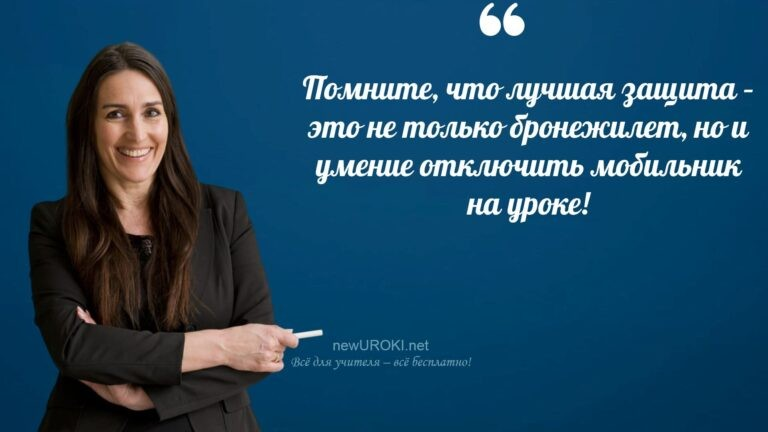 ❝
Помните, что лучшая защита –
это не только бронежилет, но и
умение отключить мобильник
на уроке!
newUROKI.net
Всё для учителя – всё бесплатно!